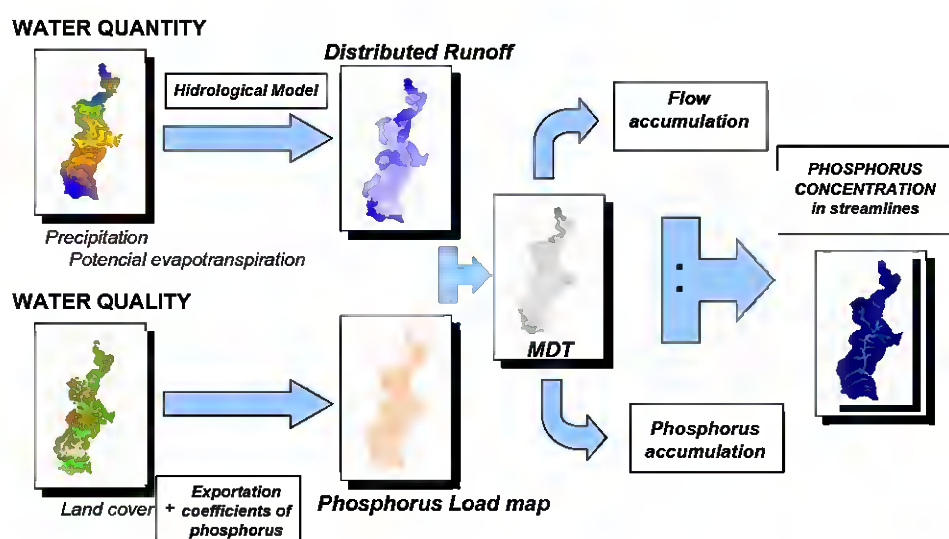 WATER QUANTITY
Distributed Runoff
Hidrological Model
Precipitation
Potencial evapotranspiration
WATER QUALITY
Land cover
+
Exportation
coefficients of
phosphorus
Phosphorus Load map
MDT
Flow
accumulation
:
Phosphorus
accumulation
PHOSPHORUS
CONCENTRATION
in streamlines